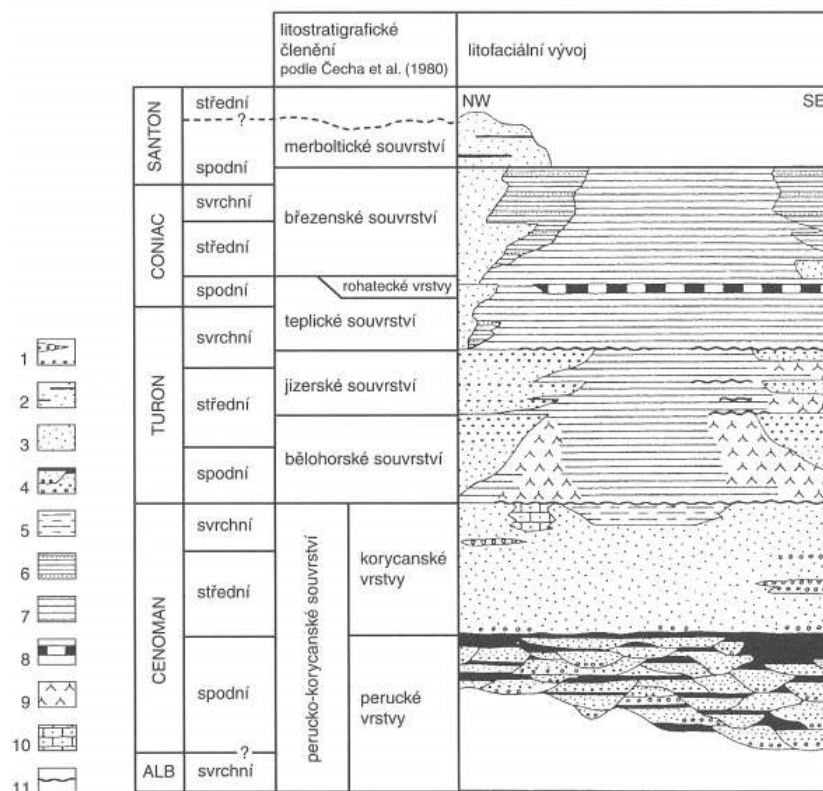 litostratigrafické
členění
podle Čecha et al. (1980)
litofaciální vývoj
SANTON
střední
?
spodní
merboltické souvrství
NW
SE
CONIAC
svrchní
střední
spodní
březenské souvrství
rohatecké vrstvy
teplické souvrství
TURON
svrchní
střední
spodní
jizerské souvrství
bělohorské souvrství
CENOMAN
svrchní
střední
spodní
perucko-korycanské souvrství
korycanské
vrstvy
perucké
vrstvy
?
ALB
svrchní
1
2
3
4
5
6
7
8
9
10
11